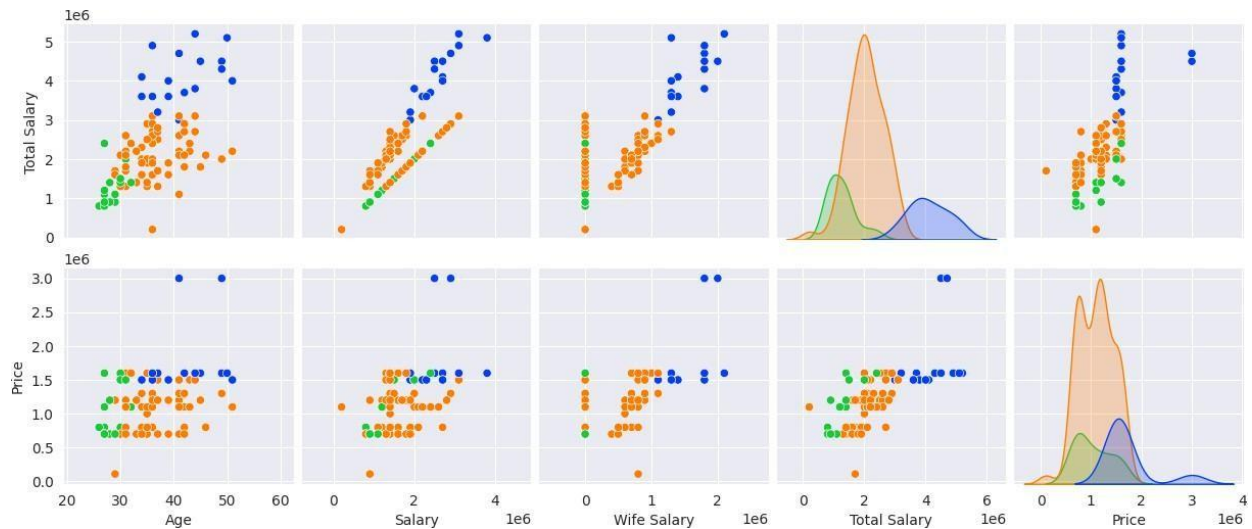 1e6
5
4
3
2
1
0
Total Salary
1e6
3.0
2.5
2.0
1.5
1.0
0.5
0.0
Price
20 30 40 50 60
Age
0 2 4
1e6
Salary
0 1 2
1e6
Wife Salary
0 2 4 6
1e6
Total Salary
0 1 2 3 4
1e6
Price